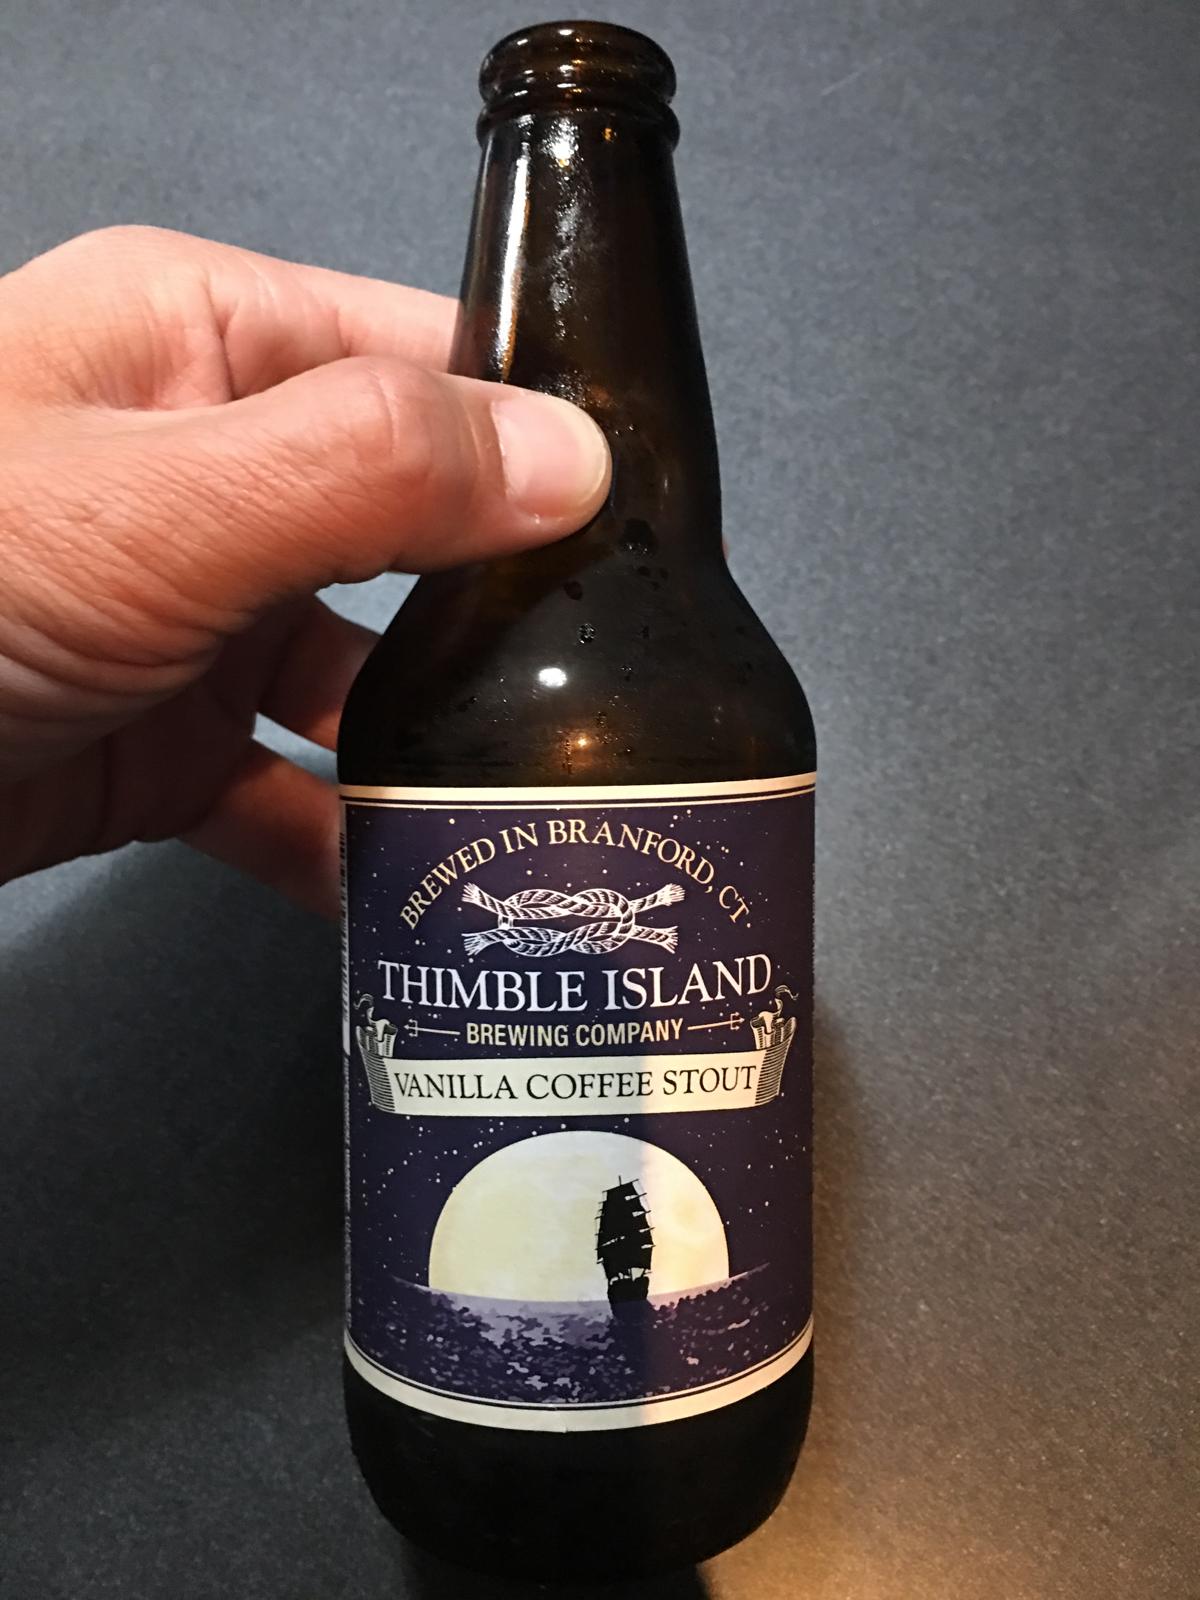 BREWED IN BRANFORD, CT.
THIMBLE ISLAND
BREWING COMPANY
VANILLA COFFEE STOUT